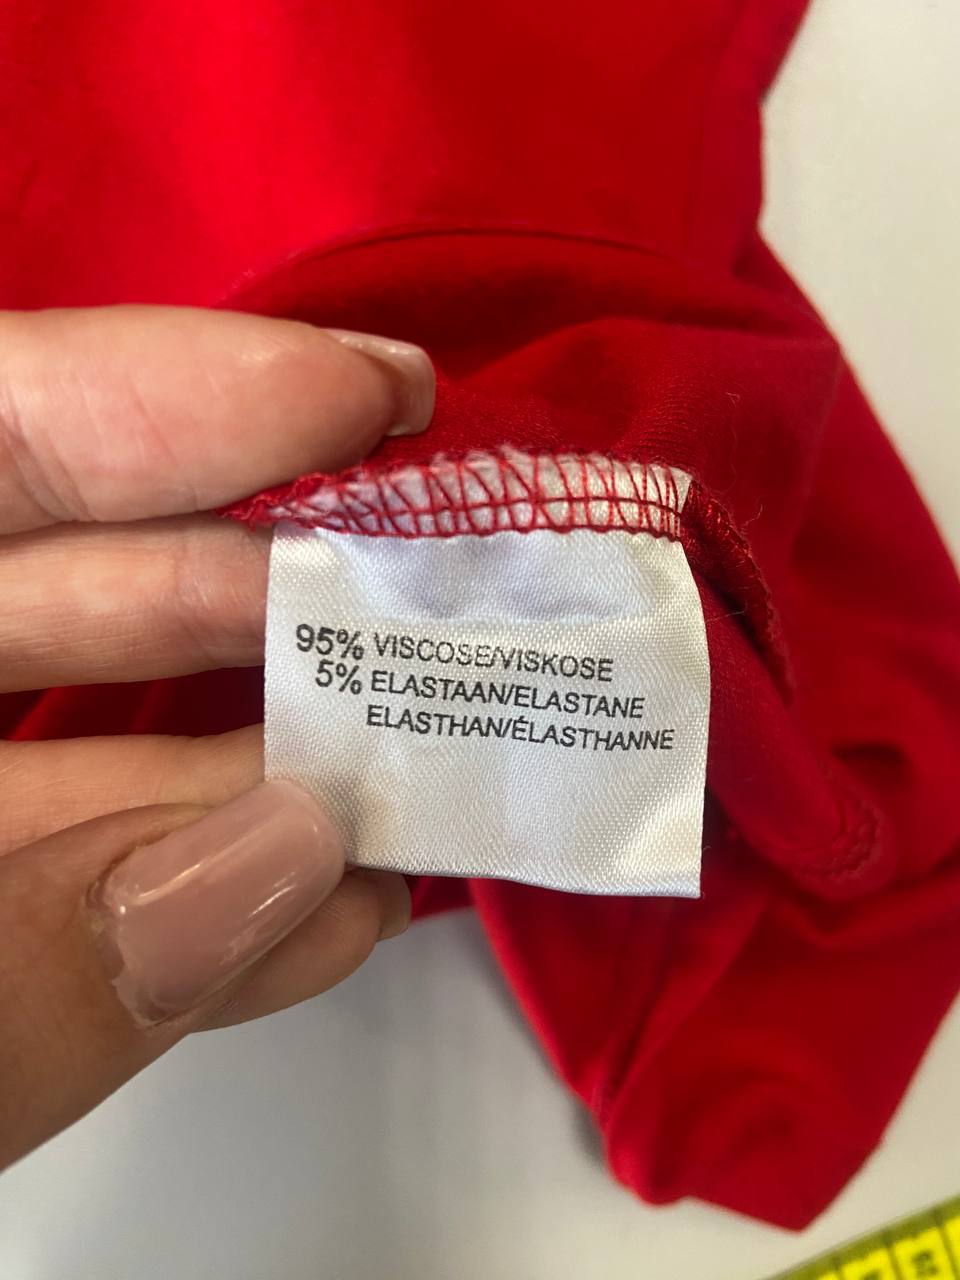 95% VISCOSE/VISKOSE
5% ELASTAAN/ELASTANE
ELASTHAN/ÉLASTHANNE